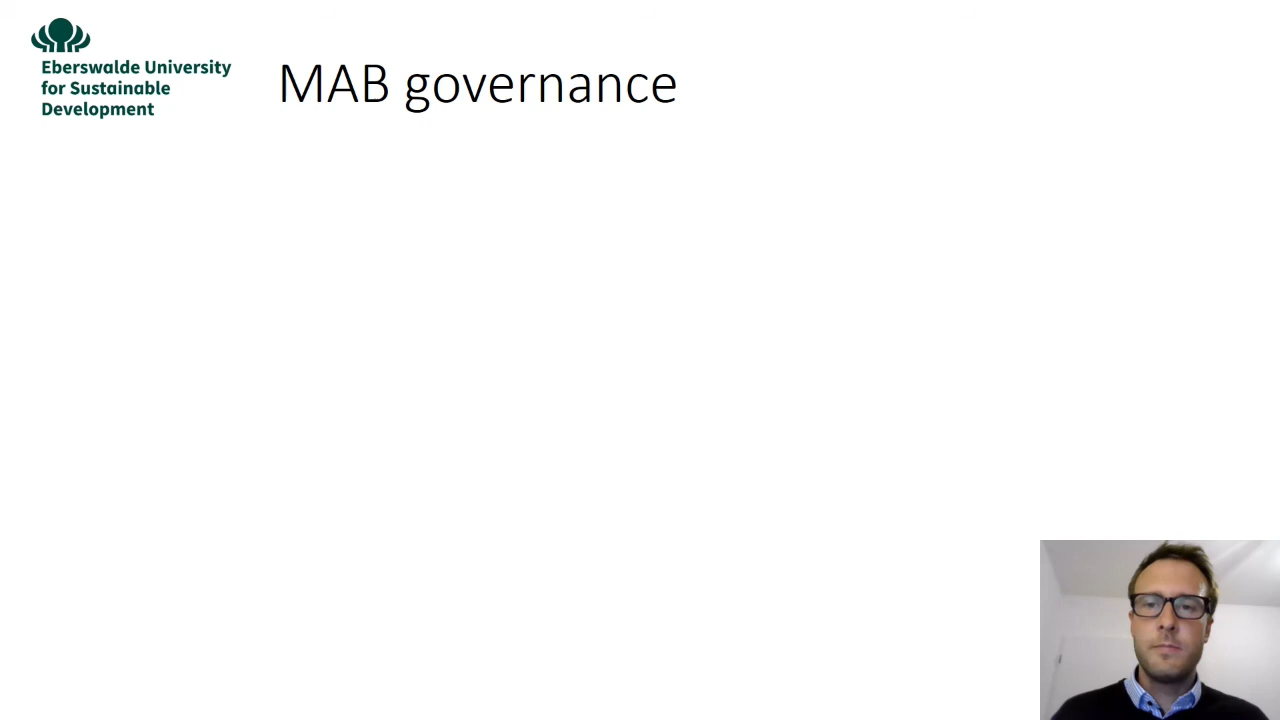 Eberswalde University
for Sustainable
Development
MAB governance